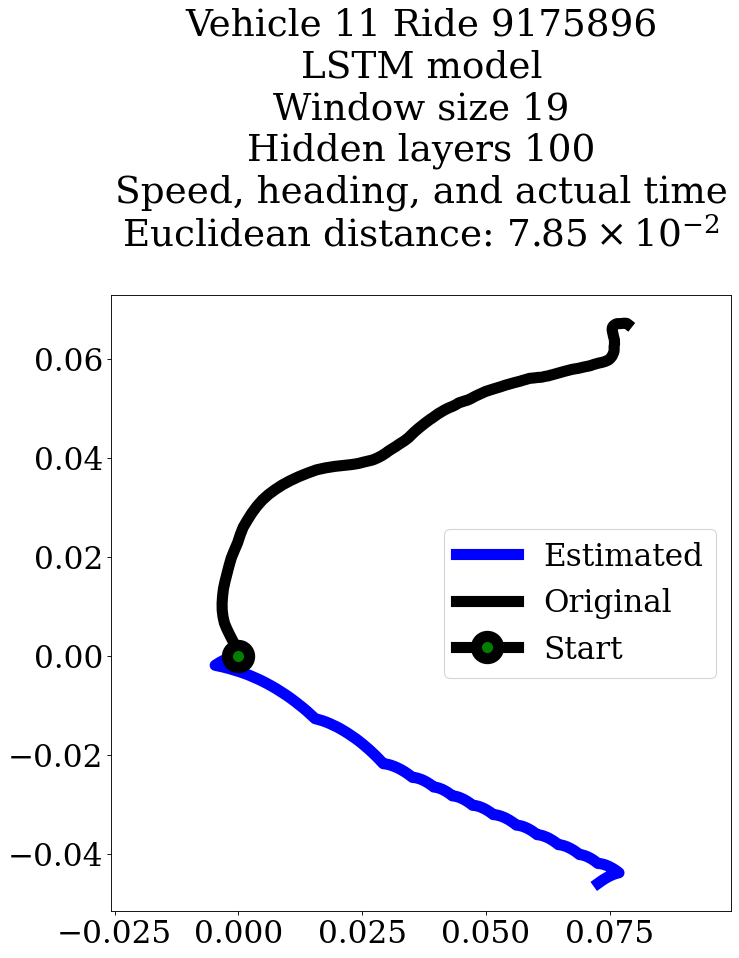 Vehicle 11 Ride 9175896
LSTM model
Window size 19
Hidden layers 100
Speed, heading, and actual time
Euclidean distance: 7.85 × 10⁻²
0.06
0.04
0.02
0.00
−0.02
−0.04
Estimated
Original
Start
−0.025 0.000 0.025 0.050 0.075